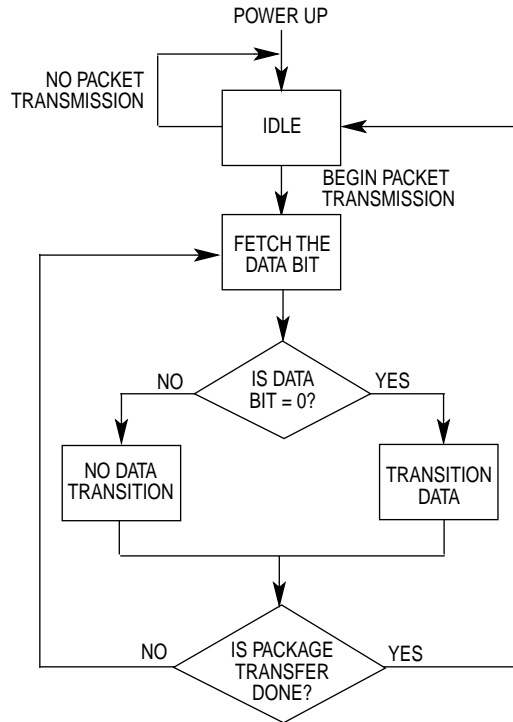 POWER UP
NO PACKET
TRANSMISSION
IDLE
BEGIN PACKET
TRANSMISSION
FETCH THE
DATA BIT
NO
IS DATA
BIT = 0?
YES
NO DATA
TRANSITION
TRANSITION
DATA
NO
IS PACKAGE
TRANSFER
DONE?
YES